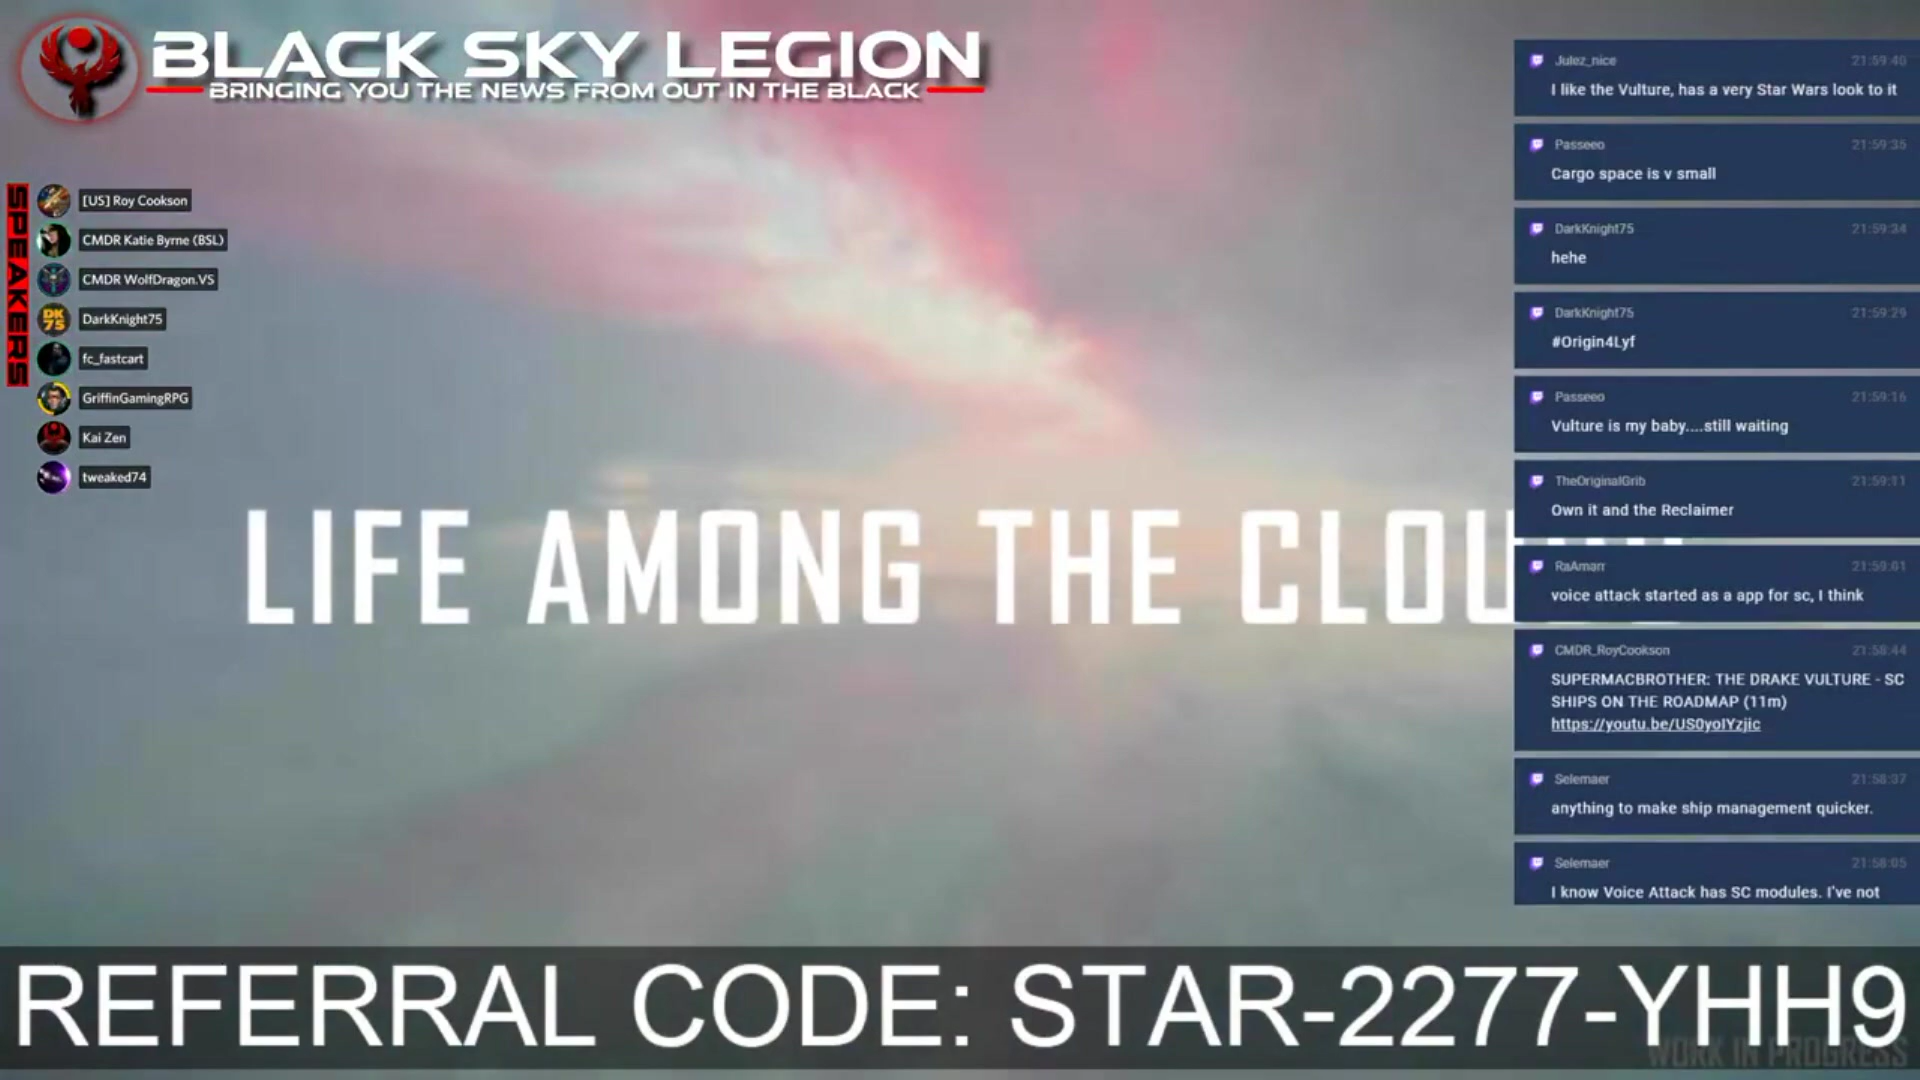 BLACK SKY LEGION
BRINGING YOU THE NEWS FROM OUT IN THE BLACK
SPEAKERS
[US] Roy Cookson
CMDR Katie Byrne (BSL)
CMDR WolfDragon.VS
DK
75
DarkKnight75
fc_fastcart
GriffinGamingRPG
Kai Zen
tweaked74
LIFE AMONG THE CLOU
Julez_nice 21:59:40
I like the Vulture, has a very Star Wars look to it
Passeeo 21:59:35
Cargo space is v small
DarkKnight75 21:59:34
hehe
DarkKnight75 21:59:29
#Origin4Lyf
Passeeo 21:59:16
Vulture is my baby....still waiting
TheOriginalGrib 21:59:11
Own it and the Reclaimer
RaAmarr 21:59:01
voice attack started as a app for sc, I think
CMDR_RoyCookson 21:58:44
SUPERMACBROTHER: THE DRAKE VULTURE - SC
SHIPS ON THE ROADMAP (11m)
https://youtu.be/US0yoIYzjic
Selemaer 21:58:37
anything to make ship management quicker.
Selemaer 21:58:05
I know Voice Attack has SC modules. I've not
REFERRAL CODE: STAR-2277-YHH9
WORK IN PROGRESS